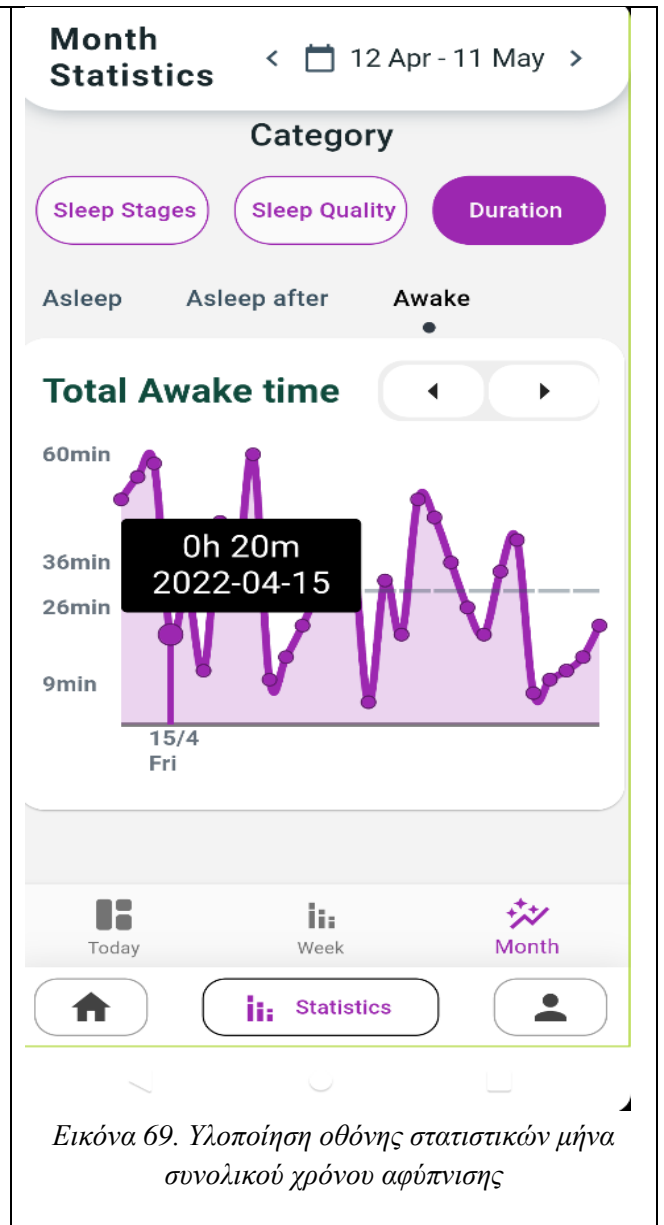 Month
Statistics
12 Apr - 11 May
Category
Sleep Stages
Sleep Quality
Duration
Asleep
Asleep after
Awake
Total Awake time
60min
36min
26min
9min
0h 20m
2022-04-15
15/4
Fri
Today
Week
Month
Statistics
Εικόνα 69. Υλοποίηση οθόνης στατιστικών μήνα
συνολικού χρόνου αφύπνισης